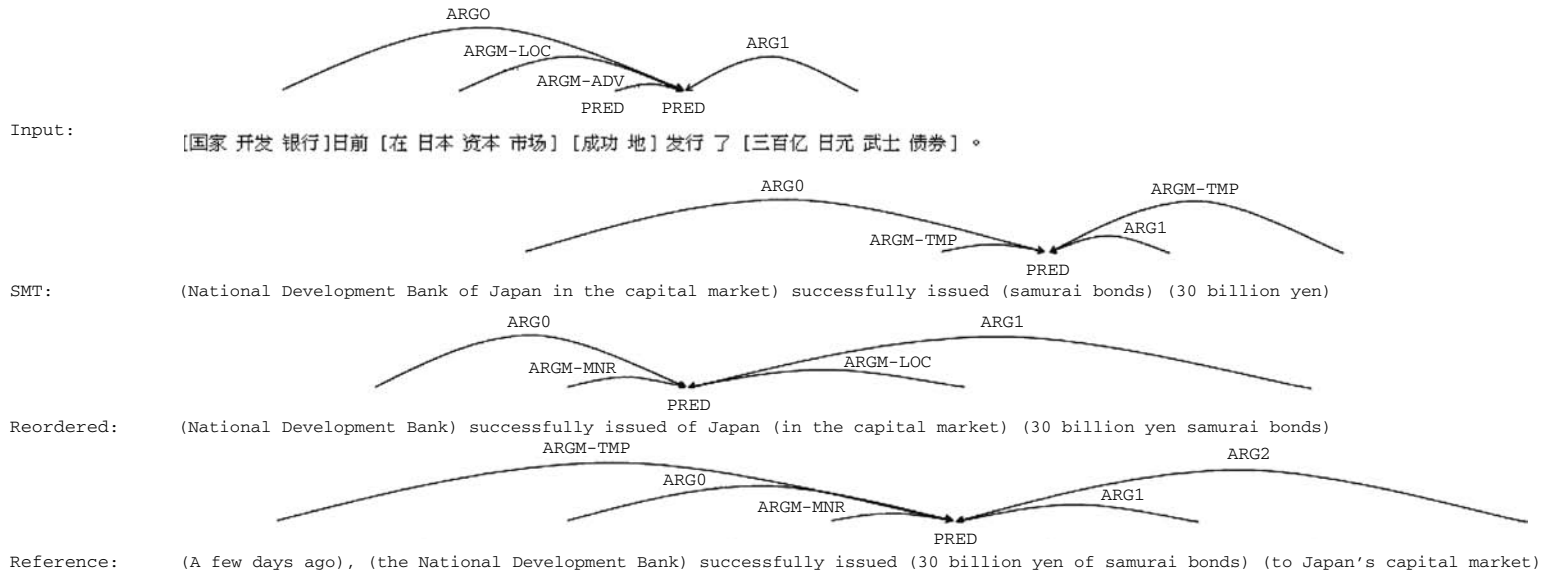 ARGO
ARGM-LOC ARG1
ARGM-ADV
PRED PRED
Input: [国家 开发 银行]日前 [在 日本 资本 市场] [成功 地] 发行 了 [三百亿 日元 武士 债券] 。
ARG0 ARGM-TMP
ARGM-TMP ARG1
PRED
SMT: (National Development Bank of Japan in the capital market) successfully issued (samurai bonds) (30 billion yen)
ARG0 ARG1
ARGM-MNR ARGM-LOC
PRED
Reordered: (National Development Bank) successfully issued of Japan (in the capital market) (30 billion yen samurai bonds)
ARGM-TMP ARG2
ARG0 ARG1
ARGM-MNR
PRED
Reference: (A few days ago), (the National Development Bank) successfully issued (30 billion yen of samurai bonds) (to Japan's capital market)